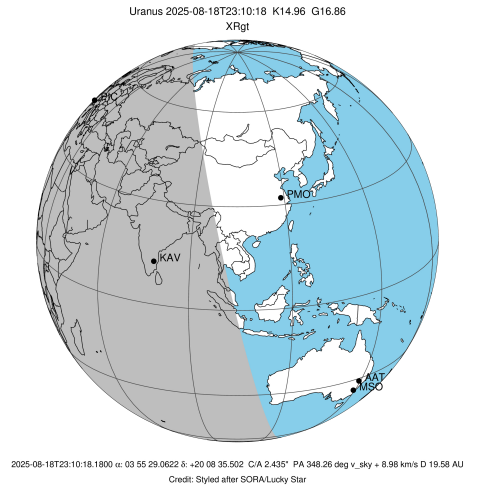 Uranus 2025-08-18T23:10:18 K14.96 G16.86
XRgt
PMO
KAV
AAT
MSO
2025-08-18T23:10:18.1800 α: 03 55 29.0622 δ: +20 08 35.502 C/A 2.435" PA 348.26 deg v_sky + 8.98 km/s D 19.58 AU
Credit: Styled after SORA/Lucky Star